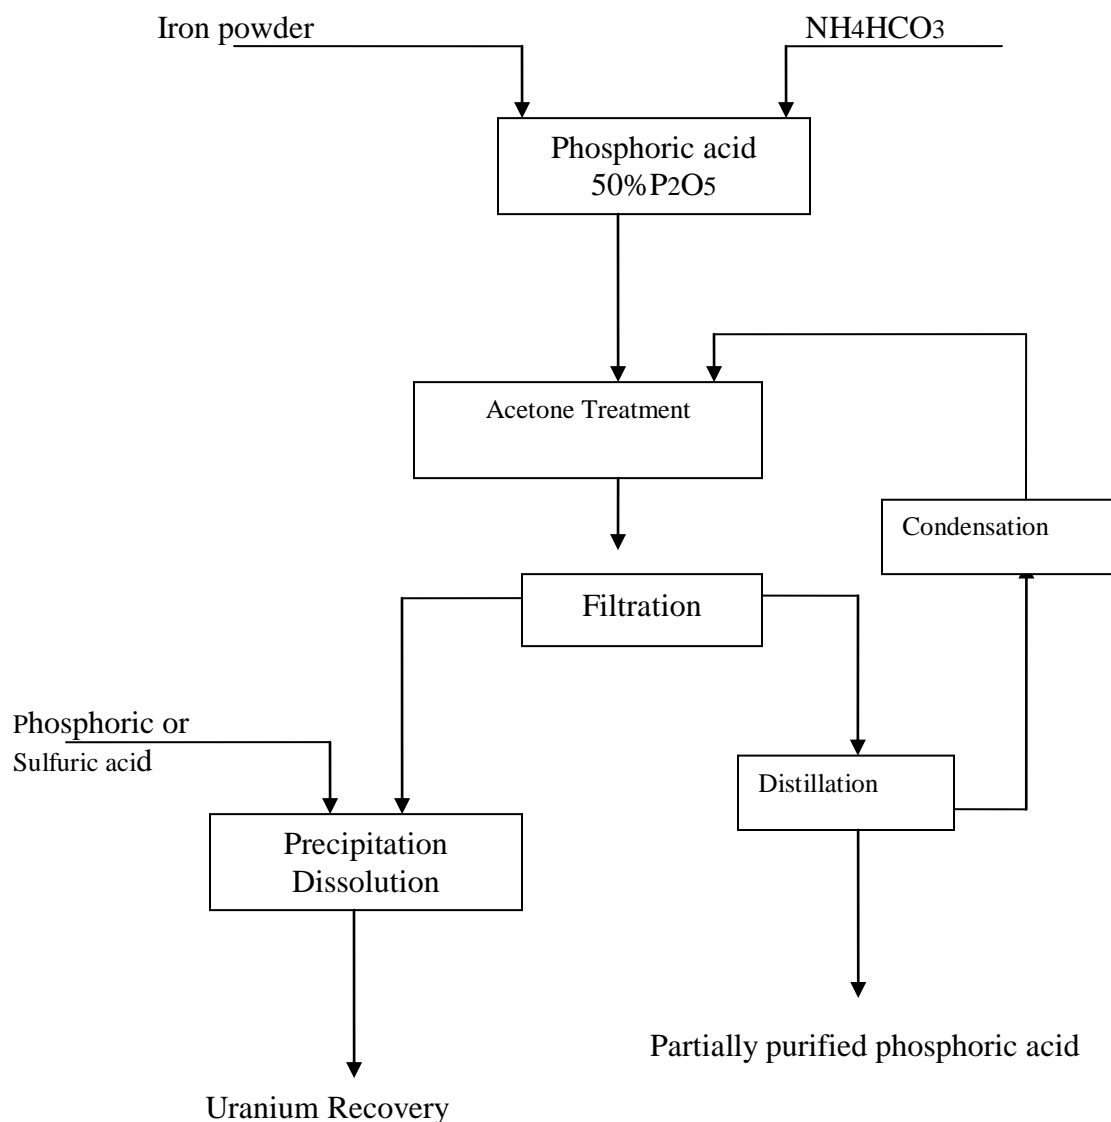 Iron powder
NH4HCO3
Phosphoric acid
50%P2O5
Acetone Treatment
Condensation
Filtration
Phosphoric or
Sulfuric acid
Distillation
Precipitation
Dissolution
Partially purified phosphoric acid
Uranium Recovery